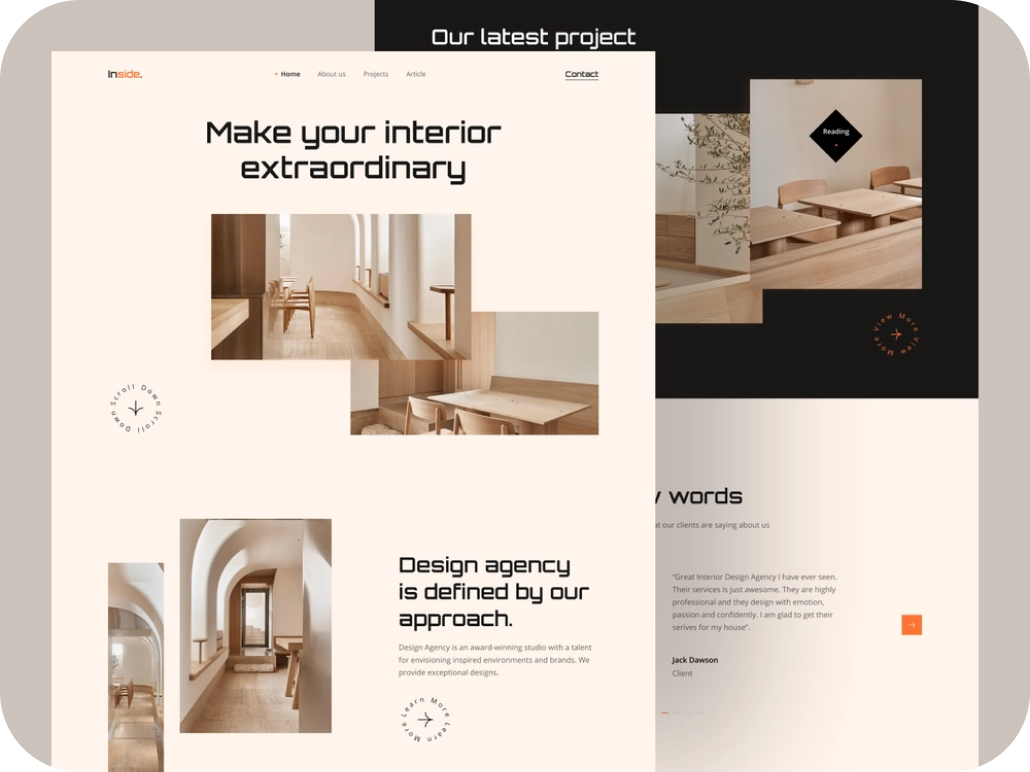 Our latest project
Inside.
Home
About us
Projects
Article
Contact
Make your interior
extraordinary
Reading
View More View More
Scroll Down Scroll Down
words
at our clients are saying about us
Design agency
is defined by our
approach.
Design Agency is an award-winning studio with a talent
for envisioning inspired environments and brands. We
provide exceptional designs.
Learn More Learn More
"Great Interior Design Agency I have ever seen.
Their services is just awesome. They are highly
professional and they design with emotion,
passion and confidently. I am glad to get their
serives for my house".
Jack Dawson
Client